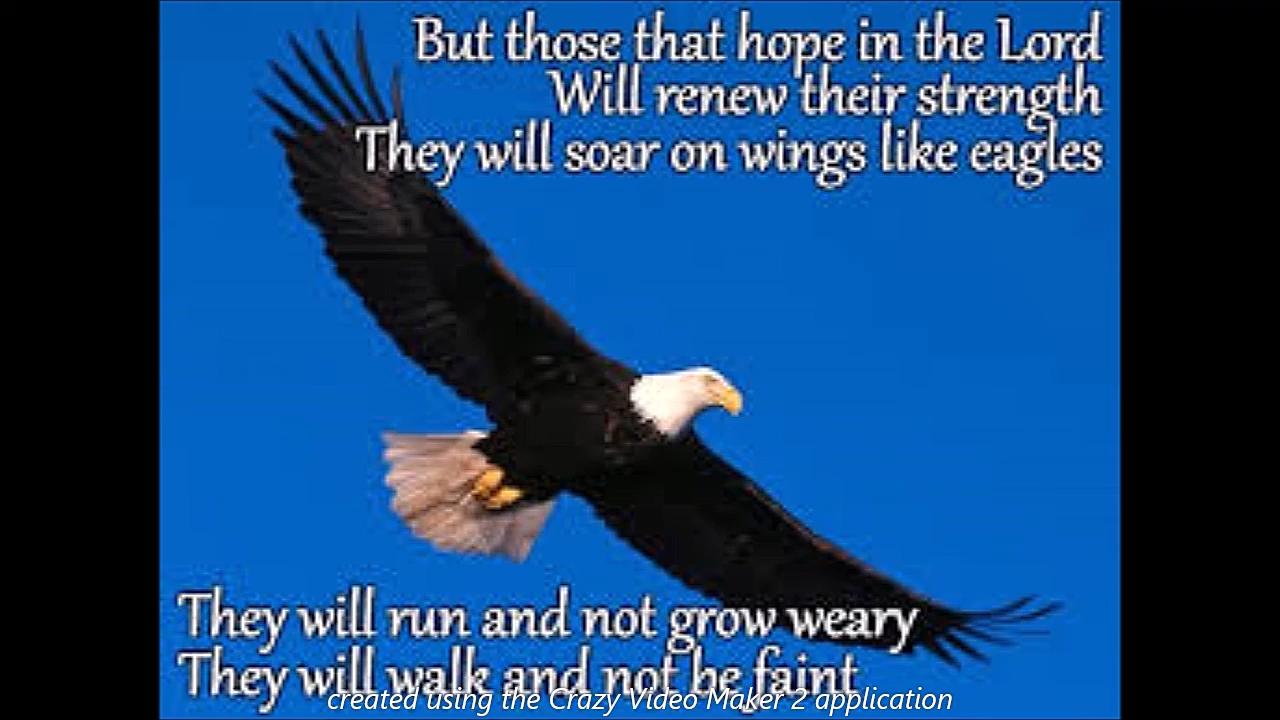 But those that hope in the Lord
Will renew their strength
They will soar on wings like eagles
They will run and not grow weary
They will walk and not be faint
created using the Crazy Video Maker 2 application